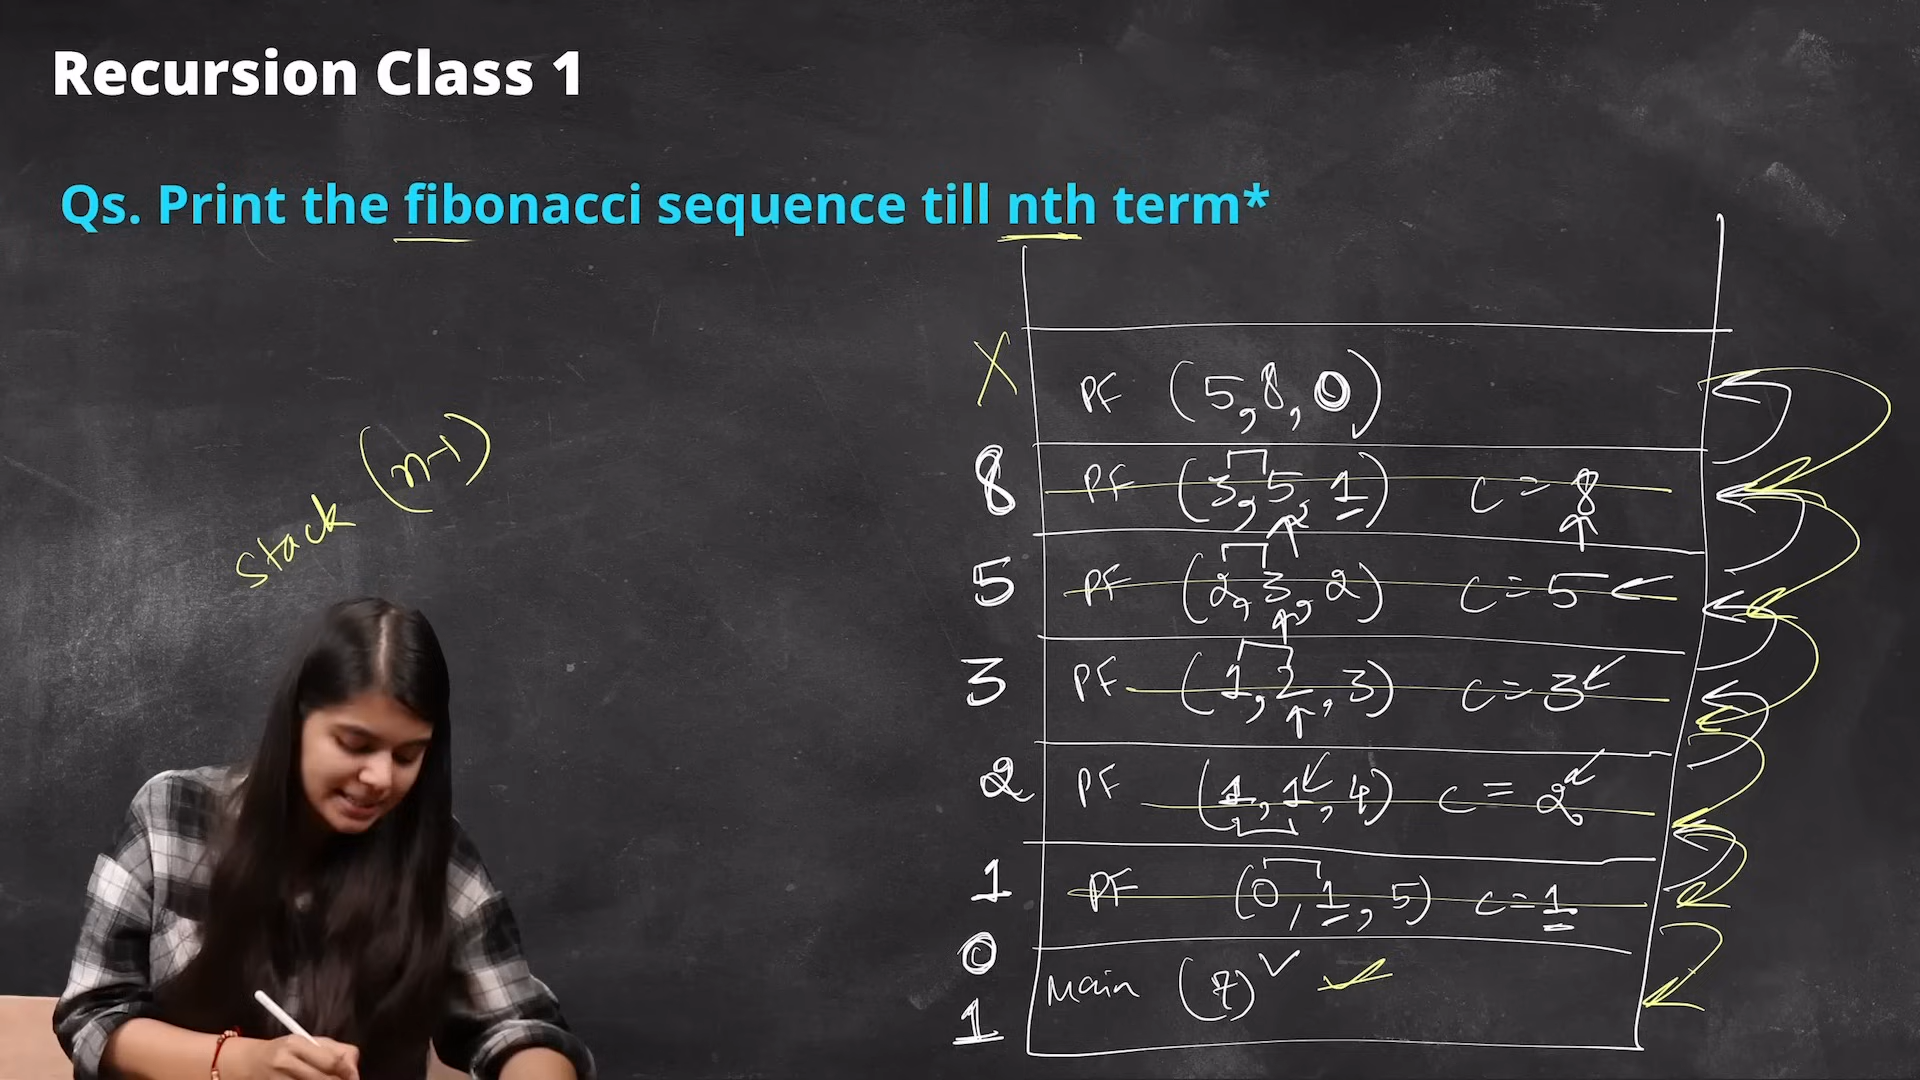 Recursion Class 1
Qs. Print the fibonacci sequence till nth term*
stack (n-1)
X PF (5, 8, 0)
8 PF (3, 5, 1) c = 8
5 PF (2, 3, 2) c = 5
3 PF (1, 2, 3) c = 3
2 PF (1, 1, 4) c = 2
1 PF (0, 1, 5) c = 1
0
Main (7)
1